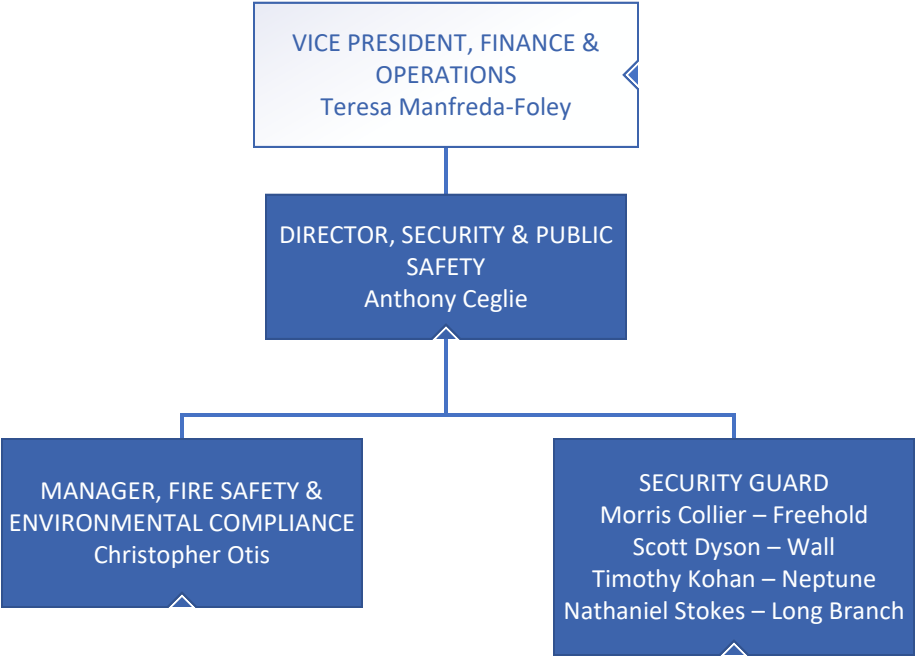 VICE PRESIDENT, FINANCE &
OPERATIONS
Teresa Manfreda-Foley
DIRECTOR, SECURITY & PUBLIC
SAFETY
Anthony Ceglie
MANAGER, FIRE SAFETY &
ENVIRONMENTAL COMPLIANCE
Christopher Otis
SECURITY GUARD
Morris Collier – Freehold
Scott Dyson – Wall
Timothy Kohan – Neptune
Nathaniel Stokes – Long Branch